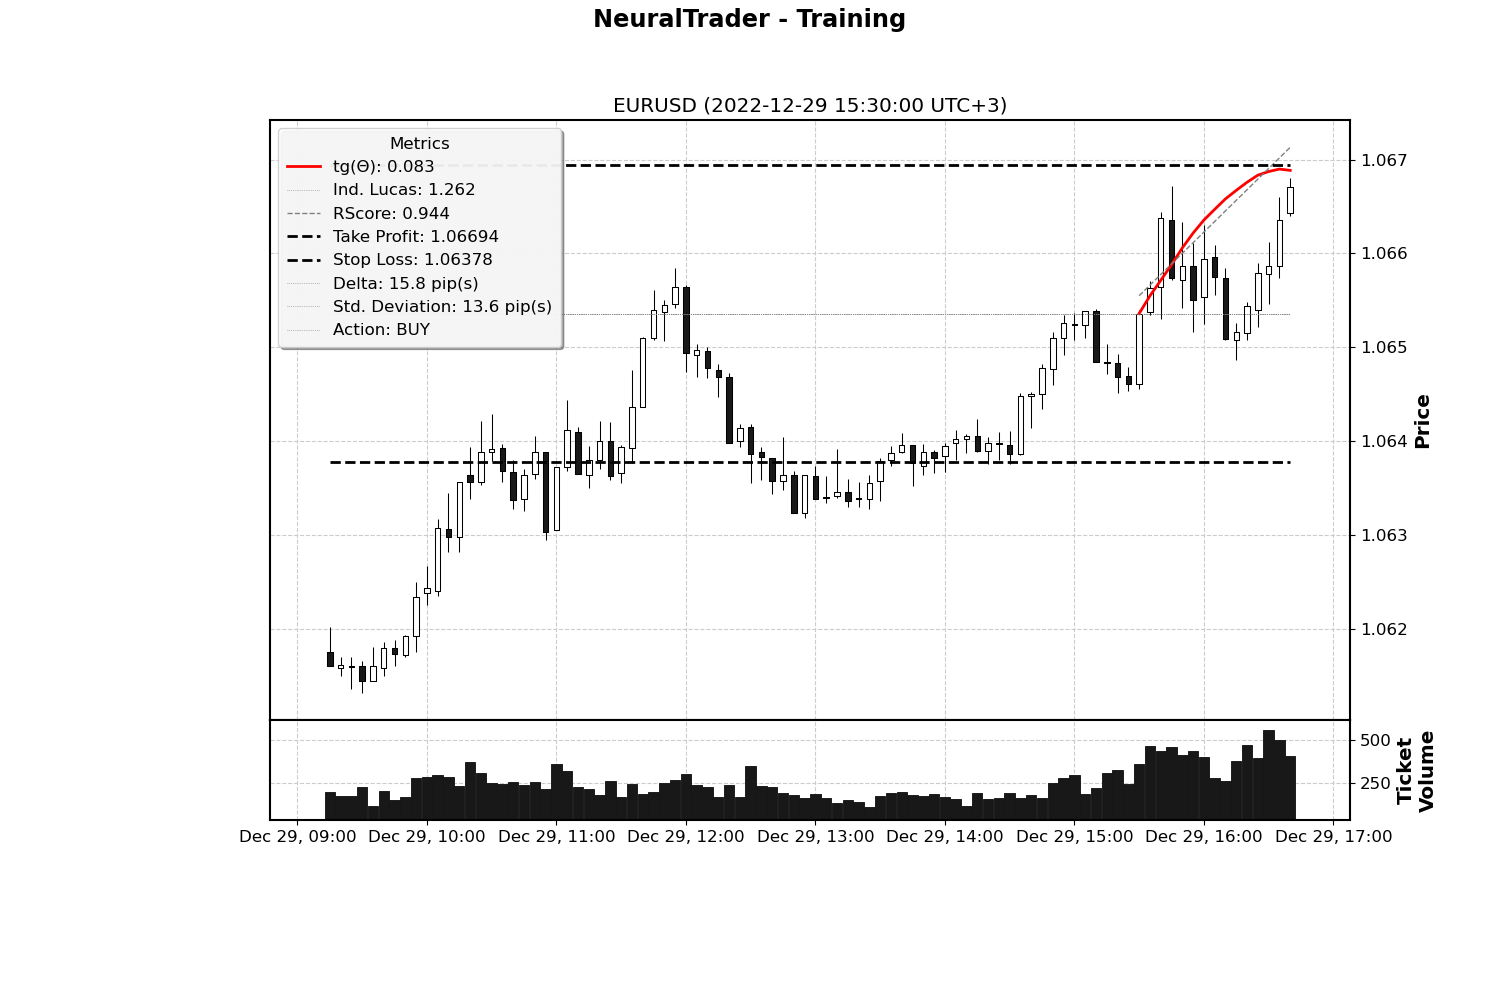 NeuralTrader - Training
EURUSD (2022-12-29 15:30:00 UTC+3)
Metrics
tg(Θ): 0.083
Ind. Lucas: 1.262
RScore: 0.944
Take Profit: 1.06694
Stop Loss: 1.06378
Delta: 15.8 pip(s)
Std. Deviation: 13.6 pip(s)
Action: BUY
1.067
1.066
1.065
1.064
1.063
1.062
Price
500
250
Ticket
Volume
Dec 29, 09:00 Dec 29, 10:00 Dec 29, 11:00 Dec 29, 12:00 Dec 29, 13:00 Dec 29, 14:00 Dec 29, 15:00 Dec 29, 16:00 Dec 29, 17:00